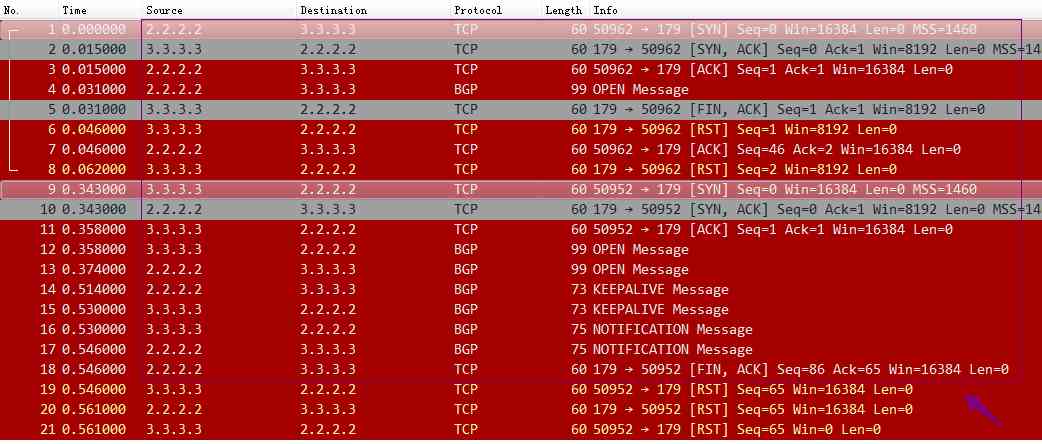 No. Time Source Destination Protocol Length Info
1 0.000000 2.2.2.2 3.3.3.3 TCP 60 50962 → 179 [SYN] Seq=0 Win=16384 Len=0 MSS=1460
2 0.015000 3.3.3.3 2.2.2.2 TCP 60 179 → 50962 [SYN, ACK] Seq=0 Ack=1 Win=8192 Len=0 MSS=14
3 0.015000 2.2.2.2 3.3.3.3 TCP 60 50962 → 179 [ACK] Seq=1 Ack=1 Win=16384 Len=0
4 0.031000 2.2.2.2 3.3.3.3 BGP 99 OPEN Message
5 0.031000 3.3.3.3 2.2.2.2 TCP 60 179 → 50962 [FIN, ACK] Seq=1 Ack=1 Win=8192 Len=0
6 0.046000 3.3.3.3 2.2.2.2 TCP 60 179 → 50962 [RST] Seq=1 Win=8192 Len=0
7 0.046000 2.2.2.2 3.3.3.3 TCP 60 50962 → 179 [ACK] Seq=46 Ack=2 Win=16384 Len=0
8 0.062000 3.3.3.3 2.2.2.2 TCP 60 179 → 50962 [RST] Seq=2 Win=8192 Len=0
9 0.343000 3.3.3.3 2.2.2.2 TCP 60 50952 → 179 [SYN] Seq=0 Win=16384 Len=0 MSS=1460
10 0.343000 2.2.2.2 3.3.3.3 TCP 60 179 → 50952 [SYN, ACK] Seq=0 Ack=1 Win=8192 Len=0 MSS=14
11 0.358000 3.3.3.3 2.2.2.2 TCP 60 50952 → 179 [ACK] Seq=1 Ack=1 Win=16384 Len=0
12 0.358000 3.3.3.3 2.2.2.2 BGP 99 OPEN Message
13 0.374000 2.2.2.2 3.3.3.3 BGP 99 OPEN Message
14 0.514000 2.2.2.2 3.3.3.3 BGP 73 KEEPALIVE Message
15 0.530000 3.3.3.3 2.2.2.2 BGP 73 KEEPALIVE Message
16 0.530000 3.3.3.3 2.2.2.2 BGP 75 NOTIFICATION Message
17 0.546000 2.2.2.2 3.3.3.3 BGP 75 NOTIFICATION Message
18 0.546000 2.2.2.2 3.3.3.3 TCP 60 179 → 50952 [FIN, ACK] Seq=86 Ack=65 Win=16384 Len=0
19 0.546000 3.3.3.3 2.2.2.2 TCP 60 50952 → 179 [RST] Seq=65 Win=16384 Len=0
20 0.561000 2.2.2.2 3.3.3.3 TCP 60 179 → 50952 [RST] Seq=65 Win=16384 Len=0
21 0.561000 3.3.3.3 2.2.2.2 TCP 60 50952 → 179 [RST] Seq=65 Win=0 Len=0